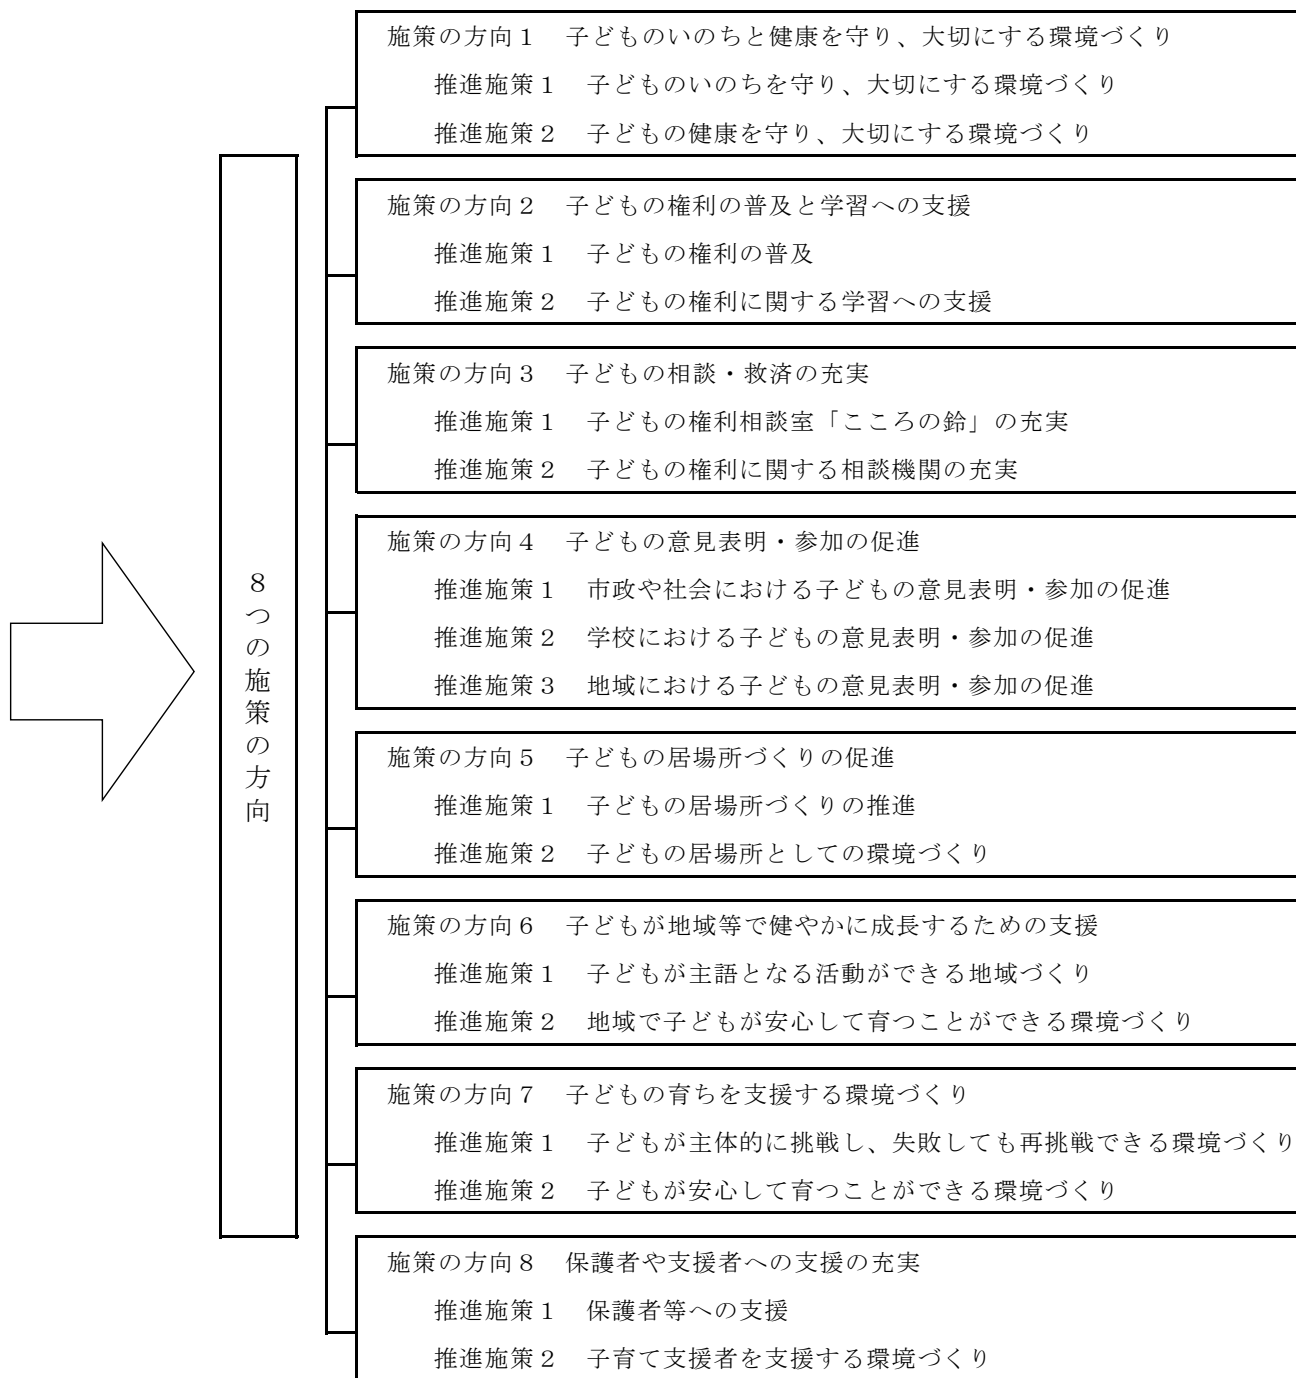 8つの施策の方向
施策の方向1 子どものいのちと健康を守り、大切にする環境づくり
推進施策1 子どものいのちを守り、大切にする環境づくり
推進施策2 子どもの健康を守り、大切にする環境づくり
施策の方向2 子どもの権利の普及と学習への支援
推進施策1 子どもの権利の普及
推進施策2 子どもの権利に関する学習への支援
施策の方向3 子どもの相談・救済の充実
推進施策1 子どもの権利相談室「こころの鈴」の充実
推進施策2 子どもの権利に関する相談機関の充実
施策の方向4 子どもの意見表明・参加の促進
推進施策1 市政や社会における子どもの意見表明・参加の促進
推進施策2 学校における子どもの意見表明・参加の促進
推進施策3 地域における子どもの意見表明・参加の促進
施策の方向5 子どもの居場所づくりの促進
推進施策1 子どもの居場所づくりの推進
推進施策2 子どもの居場所としての環境づくり
施策の方向6 子どもが地域等で健やかに成長するための支援
推進施策1 子どもが主語となる活動ができる地域づくり
推進施策2 地域で子どもが安心して育つことができる環境づくり
施策の方向7 子どもの育ちを支援する環境づくり
推進施策1 子どもが主体的に挑戦し、失敗しても再挑戦できる環境づくり
推進施策2 子どもが安心して育つことができる環境づくり
施策の方向8 保護者や支援者への支援の充実
推進施策1 保護者等への支援
推進施策2 子育て支援者を支援する環境づくり